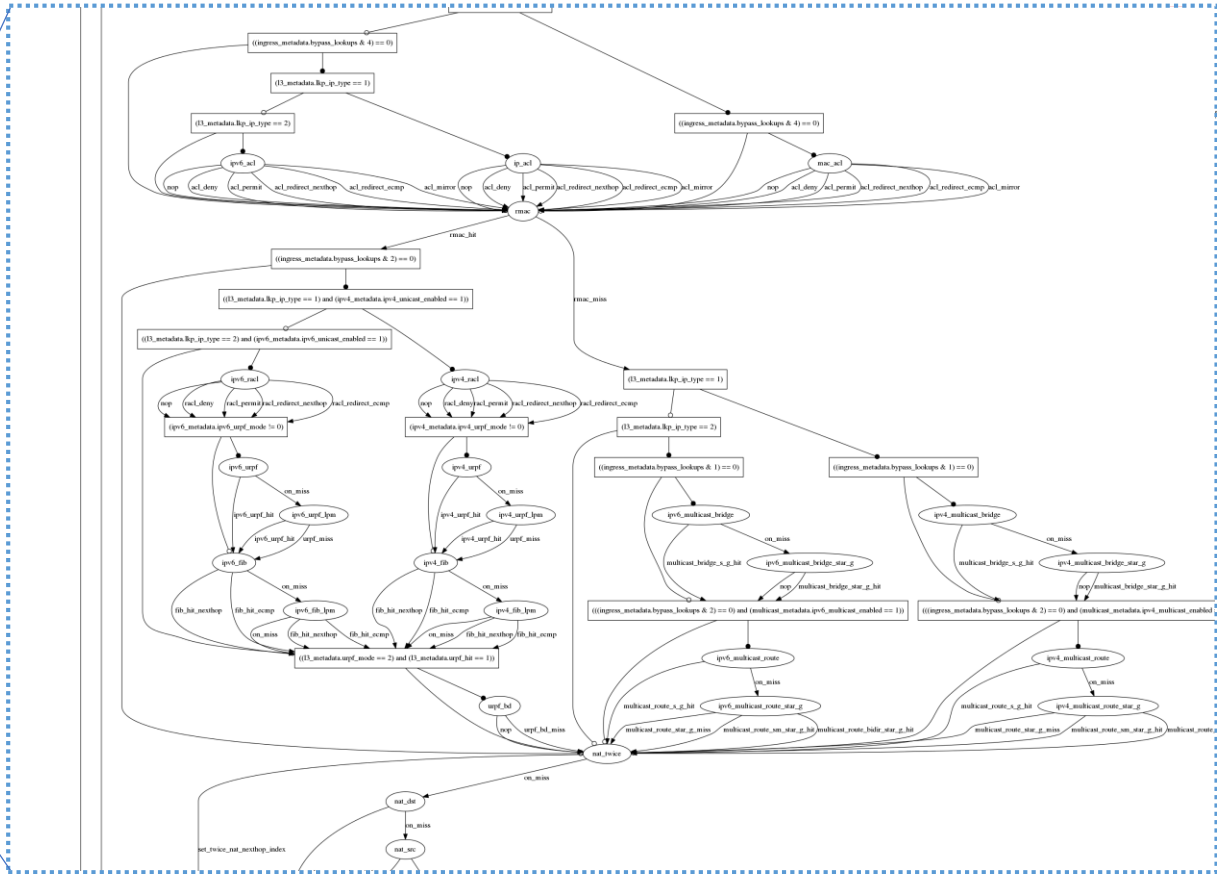 ((ingress_metadata.bypass_lookups & 4) == 0)
(l3_metadata.lkp_ip_type == 1)
(l3_metadata.lkp_ip_type == 2)
((ingress_metadata.bypass_lookups & 4) == 0)
ipv6_acl
ip_acl
mac_acl
nop
acl_deny
acl_permit
acl_redirect_nexthop
acl_redirect_ecmp
acl_mirror
nop
acl_deny
acl_permit
acl_redirect_nexthop
acl_redirect_ecmp
acl_mirror
nop
acl_deny
acl_permit
acl_redirect_nexthop
acl_redirect_ecmp
acl_mirror
rmac
rmac_hit
((ingress_metadata.bypass_lookups & 2) == 0)
rmac_miss
((l3_metadata.lkp_ip_type == 1) and (ipv4_metadata.ipv4_unicast_enabled == 1))
((l3_metadata.lkp_ip_type == 2) and (ipv6_metadata.ipv6_unicast_enabled == 1))
ipv6_racl
ipv4_racl
(l3_metadata.lkp_ip_type == 1)
nop
racl_deny
racl_permit
racl_redirect_nexthop
racl_redirect_ecmp
nop
racl_deny
racl_permit
racl_redirect_nexthop
racl_redirect_ecmp
(ipv6_metadata.ipv6_urpf_mode != 0)
(ipv4_metadata.ipv4_urpf_mode != 0)
(l3_metadata.lkp_ip_type == 2)
ipv6_urpf
ipv4_urpf
((ingress_metadata.bypass_lookups & 1) == 0)
((ingress_metadata.bypass_lookups & 1) == 0)
on_miss
on_miss
ipv6_urpf_hit
ipv6_urpf_lpm
ipv4_urpf_hit
ipv4_urpf_lpm
ipv6_multicast_bridge
ipv4_multicast_bridge
ipv6_urpf_hit
urpf_miss
ipv4_urpf_hit
urpf_miss
on_miss
on_miss
ipv6_fib
ipv4_fib
multicast_bridge_s_g_hit
ipv6_multicast_bridge_star_g
multicast_bridge_s_g_hit
ipv4_multicast_bridge_star_g
on_miss
on_miss
nop
multicast_bridge_star_g_hit
nop
multicast_bridge_star_g_hit
fib_hit_nexthop
fib_hit_ecmp
ipv6_fib_lpm
fib_hit_nexthop
fib_hit_ecmp
ipv4_fib_lpm
(((ingress_metadata.bypass_lookups & 2) == 0) and (multicast_metadata.ipv6_multicast_enabled == 1))
(((ingress_metadata.bypass_lookups & 2) == 0) and (multicast_metadata.ipv4_multicast_enabled
on_miss
fib_hit_nexthop
fib_hit_ecmp
on_miss
fib_hit_nexthop
fib_hit_ecmp
((l3_metadata.urpf_mode == 2) and (l3_metadata.urpf_hit == 1))
ipv6_multicast_route
ipv4_multicast_route
on_miss
on_miss
urpf_bd
multicast_route_s_g_hit
ipv6_multicast_route_star_g
multicast_route_s_g_hit
ipv4_multicast_route_star_g
nop
urpf_bd_miss
multicast_route_star_g_miss
multicast_route_sm_star_g_hit
multicast_route_bidir_star_g_hit
multicast_route_star_g_miss
multicast_route_sm_star_g_hit
multicast_route_
nat_twice
on_miss
nat_dst
on_miss
set_twice_nat_nexthop_index
nat_src